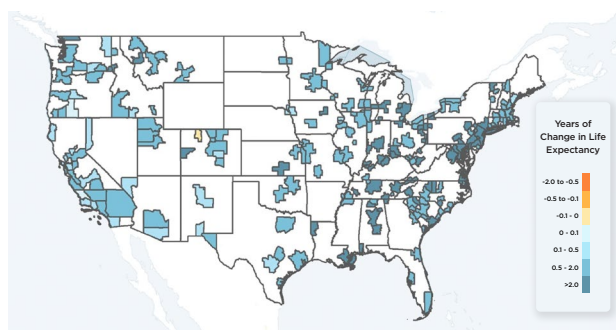 Years of
Change in Life
Expectancy
-2.0 to -0.5
-0.5 to -0.1
-0.1 - 0
0 - 0.1
0.1 - 0.5
0.5 - 2.0
>2.0